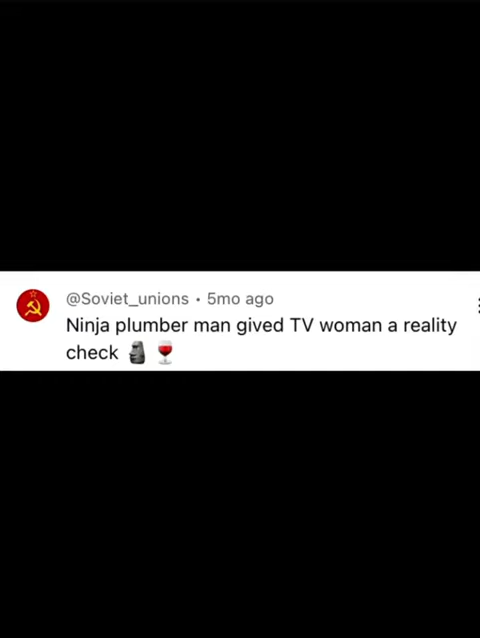 @Soviet_unions • 5mo ago
Ninja plumber man gived TV woman a reality
check 🗿 🍷